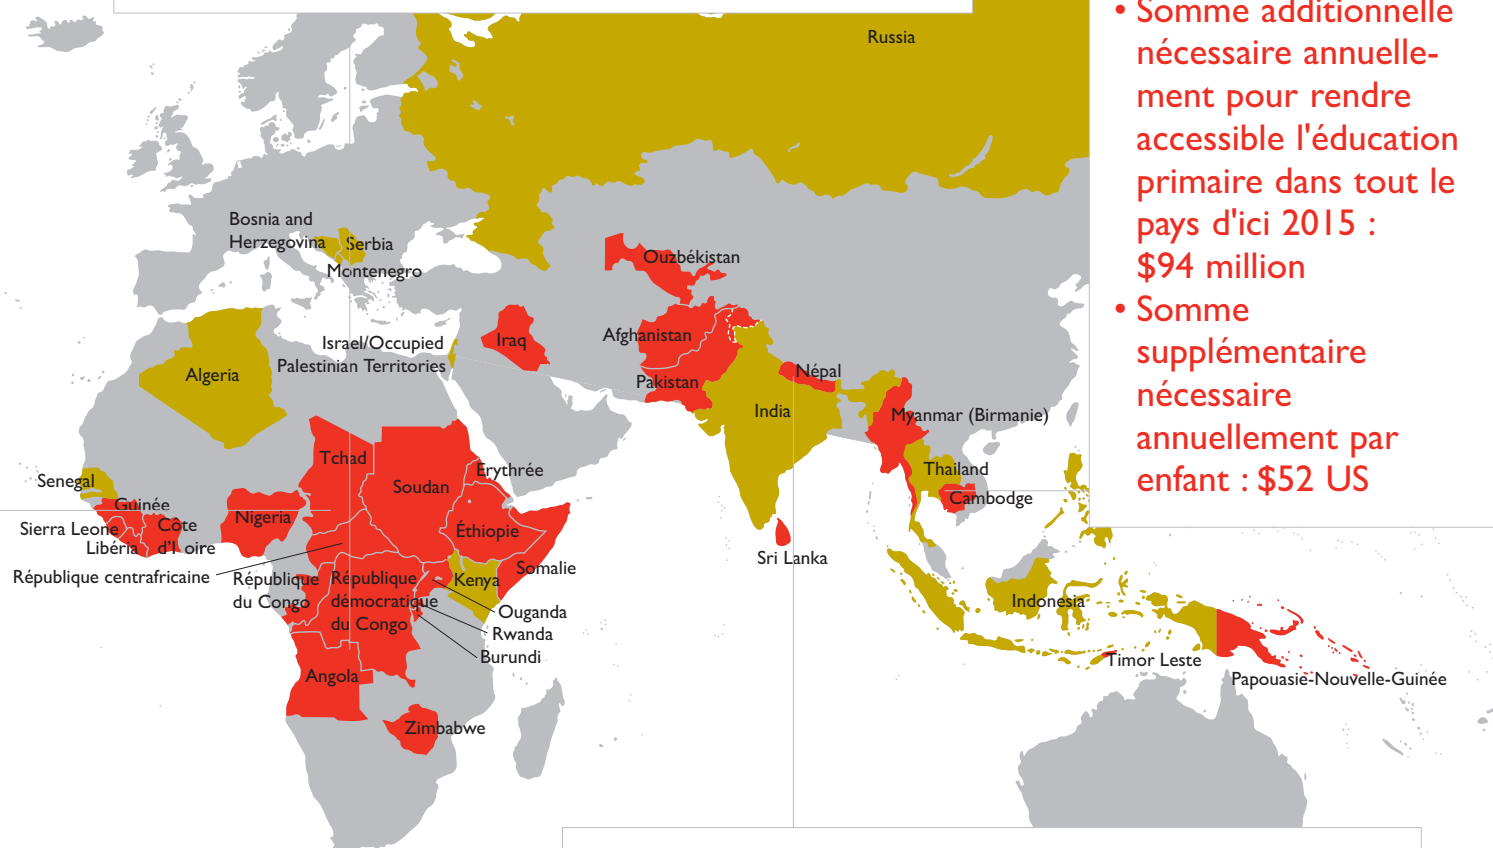 • Somme additionnelle
nécessaire annuelle-
ment pour rendre
accessible l'éducation
primaire dans tout le
pays d'ici 2015 :
$94 million
• Somme
supplémentaire
nécessaire
annuellement par
enfant : $52 US
Russia
Bosnia and
Herzegovina
Serbia
Montenegro
Ouzbékistan
Israel/Occupied
Palestinian Territories
Iraq
Afghanistan
Pakistan
Népal
Algeria
India
Myanmar (Birmanie)
Tchad
Soudan
Erythrée
Thailand
Cambodge
Senegal
Guinée
Sierra Leone
Côte
d'I oire
Libéria
Nigeria
Éthiopie
Sri Lanka
République centrafricaine
République
du Congo
République
démocratique
du Congo
Kenya
Somalie
Ouganda
Rwanda
Burundi
Indonesia
Timor Leste
Papouasie-Nouvelle-Guinée
Angola
Zimbabwe